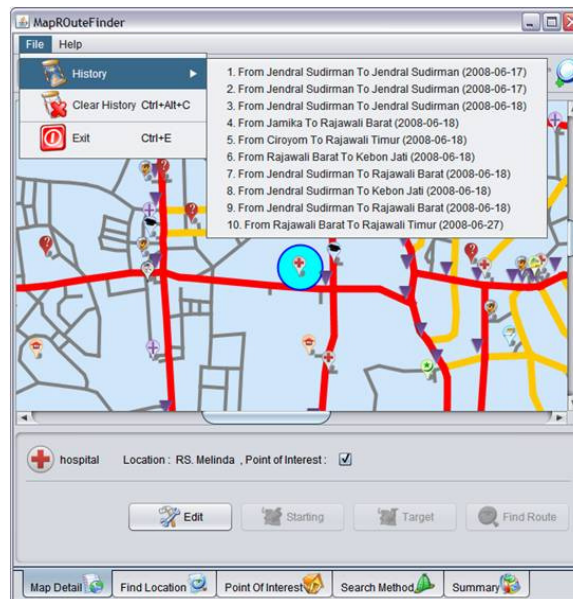 MapROuteFinder
File Help
History
Clear History Ctrl+Alt+C
Exit Ctrl+E
1. From Jendral Sudirman To Jendral Sudirman (2008-06-17)
2. From Jendral Sudirman To Jendral Sudirman (2008-06-17)
3. From Jendral Sudirman To Jendral Sudirman (2008-06-18)
4. From Jamika To Rajawali Barat (2008-06-18)
5. From Ciroyom To Rajawali Timur (2008-06-18)
6. From Rajawali Barat To Kebon Jati (2008-06-18)
7. From Jendral Sudirman To Rajawali Barat (2008-06-18)
8. From Jendral Sudirman To Kebon Jati (2008-06-18)
9. From Jendral Sudirman To Rajawali Barat (2008-06-18)
10. From Rajawali Barat To Rajawali Timur (2008-06-27)
hospital Location : RS. Melinda , Point of Interest :
Edit Starting Target Find Route
Map Detail Find Location Point Of Interest Search Method Summary